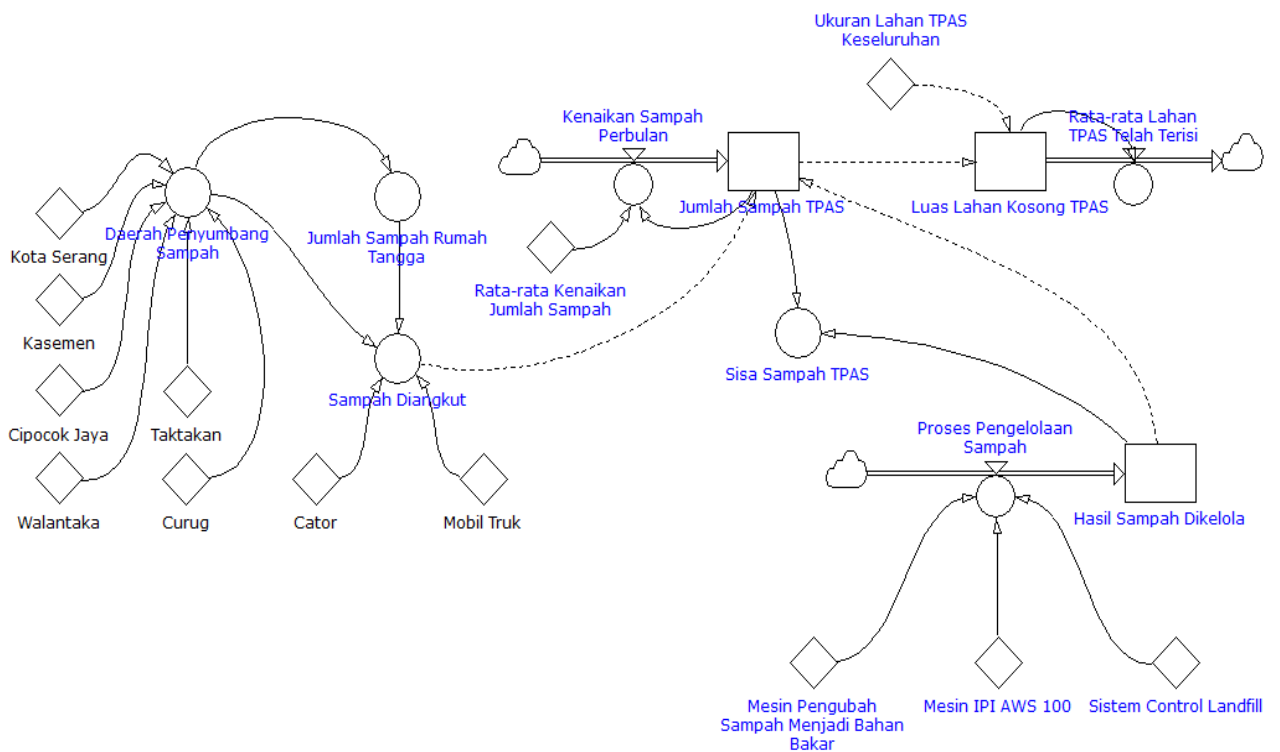 Ukuran Lahan TPAS
Keseluruhan
Kenaikan Sampah
Perbulan
Rata-rata Lahan
TPAS Telah Terisi
Jumlah Sampah TPAS
Luas Lahan Kosong TPAS
Daerah Penyumbang
Sampah
Jumlah Sampah Rumah
Tangga
Kota Serang
Rata-rata Kenaikan
Jumlah Sampah
Kasemen
Sisa Sampah TPAS
Sampah Diangkut
Cipocok Jaya
Taktakan
Proses Pengelolaan
Sampah
Walantaka
Curug
Cator
Mobil Truk
Hasil Sampah Dikelola
Mesin Pengubah
Sampah Menjadi Bahan
Bakar
Mesin IPI AWS 100
Sistem Control Landfill